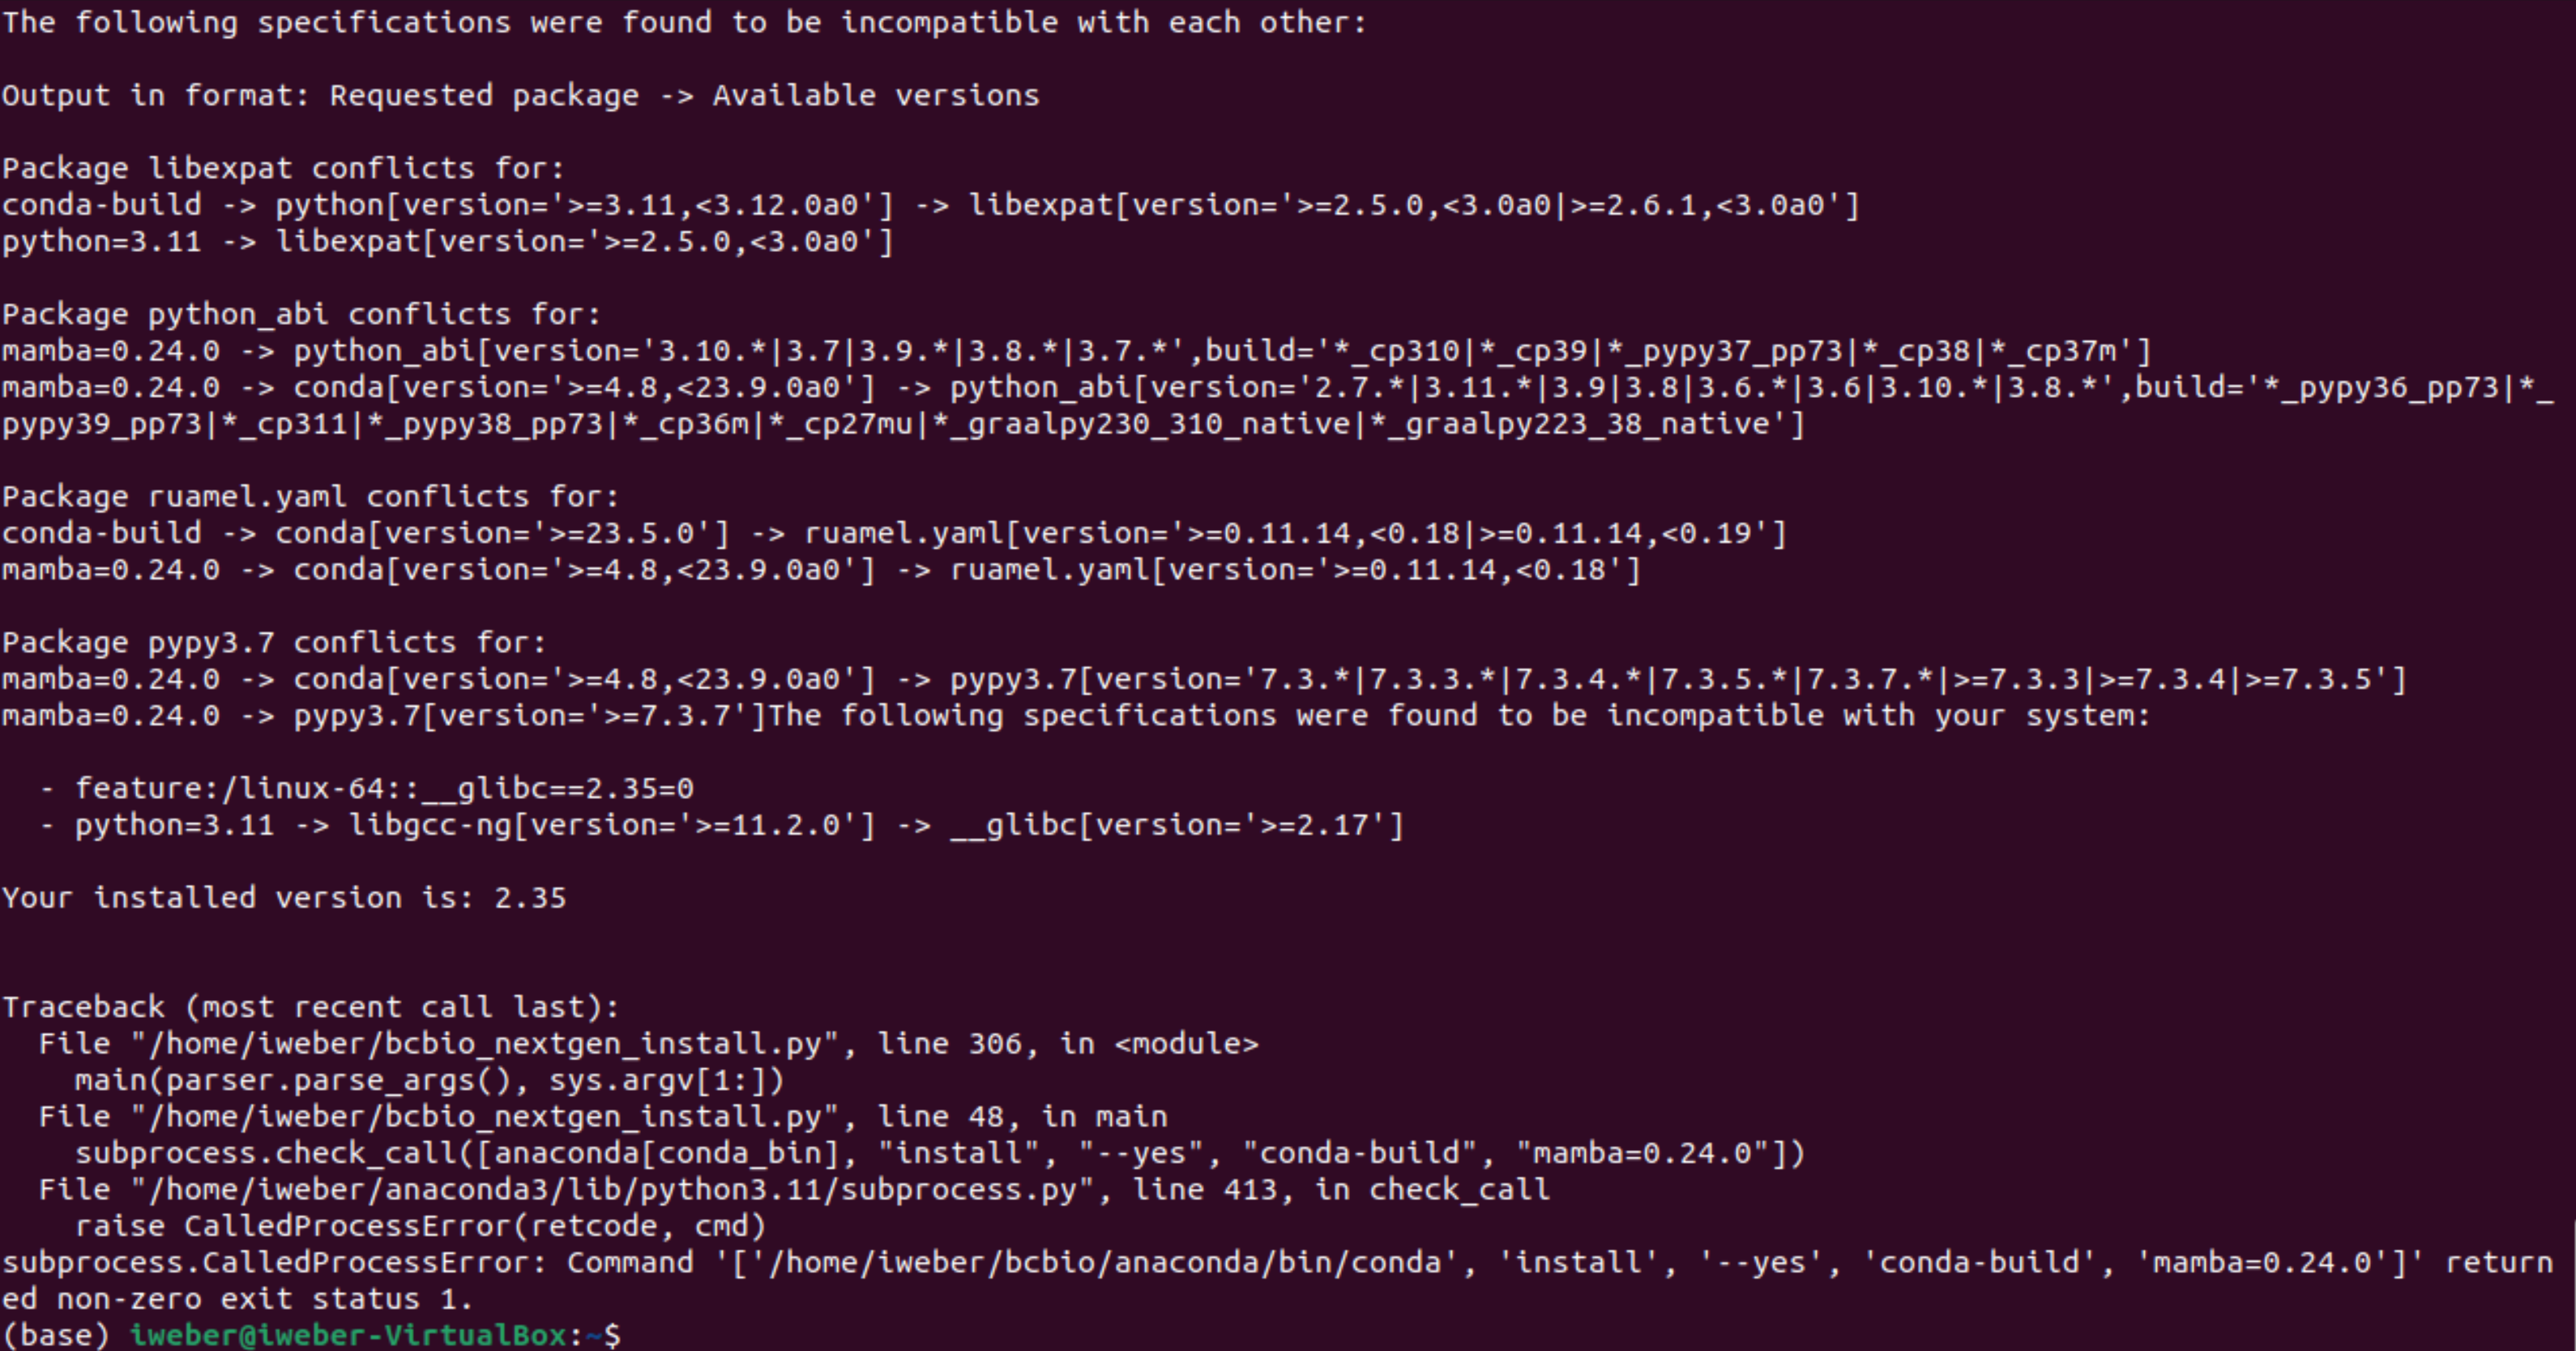 The following specifications were found to be incompatible with each other:
Output in format: Requested package -> Available versions
Package libexpat conflicts for:
conda-build -> python[version='>=3.11,<3.12.0a0'] -> libexpat[version='>=2.5.0,<3.0a0|>=2.6.1,<3.0a0']
python=3.11 -> libexpat[version='>=2.5.0,<3.0a0']
Package python_abi conflicts for:
mamba=0.24.0 -> python_abi[version='3.10.*|3.7|3.9.*|3.8.*|3.7.*',build='*_cp310|*_cp39|*_pypy37_pp73|*_cp38|*_cp37m']
mamba=0.24.0 -> conda[version='>=4.8,<23.9.0a0'] -> python_abi[version='2.7.*|3.11.*|3.9|3.8|3.6.*|3.6|3.10.*|3.8.*',build='*_pypy36_pp73|*_
pypy39_pp73|*_cp311|*_pypy38_pp73|*_cp36m|*_cp27mu|*_graalpy230_310_native|*_graalpy223_38_native']
Package ruamel.yaml conflicts for:
conda-build -> conda[version='>=23.5.0'] -> ruamel.yaml[version='>=0.11.14,<0.18|>=0.11.14,<0.19']
mamba=0.24.0 -> conda[version='>=4.8,<23.9.0a0'] -> ruamel.yaml[version='>=0.11.14,<0.18']
Package pypy3.7 conflicts for:
mamba=0.24.0 -> conda[version='>=4.8,<23.9.0a0'] -> pypy3.7[version='7.3.*|7.3.3.*|7.3.4.*|7.3.5.*|7.3.7.*|>=7.3.3|>=7.3.4|>=7.3.5']
mamba=0.24.0 -> pypy3.7[version='>=7.3.7']The following specifications were found to be incompatible with your system:
  - feature:/linux-64::__glibc==2.35=0
  - python=3.11 -> libgcc-ng[version='>=11.2.0'] -> __glibc[version='>=2.17']
Your installed version is: 2.35
Traceback (most recent call last):
  File "/home/iweber/bcbio_nextgen_install.py", line 306, in <module>
    main(parser.parse_args(), sys.argv[1:])
  File "/home/iweber/bcbio_nextgen_install.py", line 48, in main
    subprocess.check_call([anaconda[conda_bin], "install", "--yes", "conda-build", "mamba=0.24.0"])
  File "/home/iweber/anaconda3/lib/python3.11/subprocess.py", line 413, in check_call
    raise CalledProcessError(retcode, cmd)
subprocess.CalledProcessError: Command '['/home/iweber/bcbio/anaconda/bin/conda', 'install', '--yes', 'conda-build', 'mamba=0.24.0']' return
ed non-zero exit status 1.
(base) iweber@iweber-VirtualBox:~$